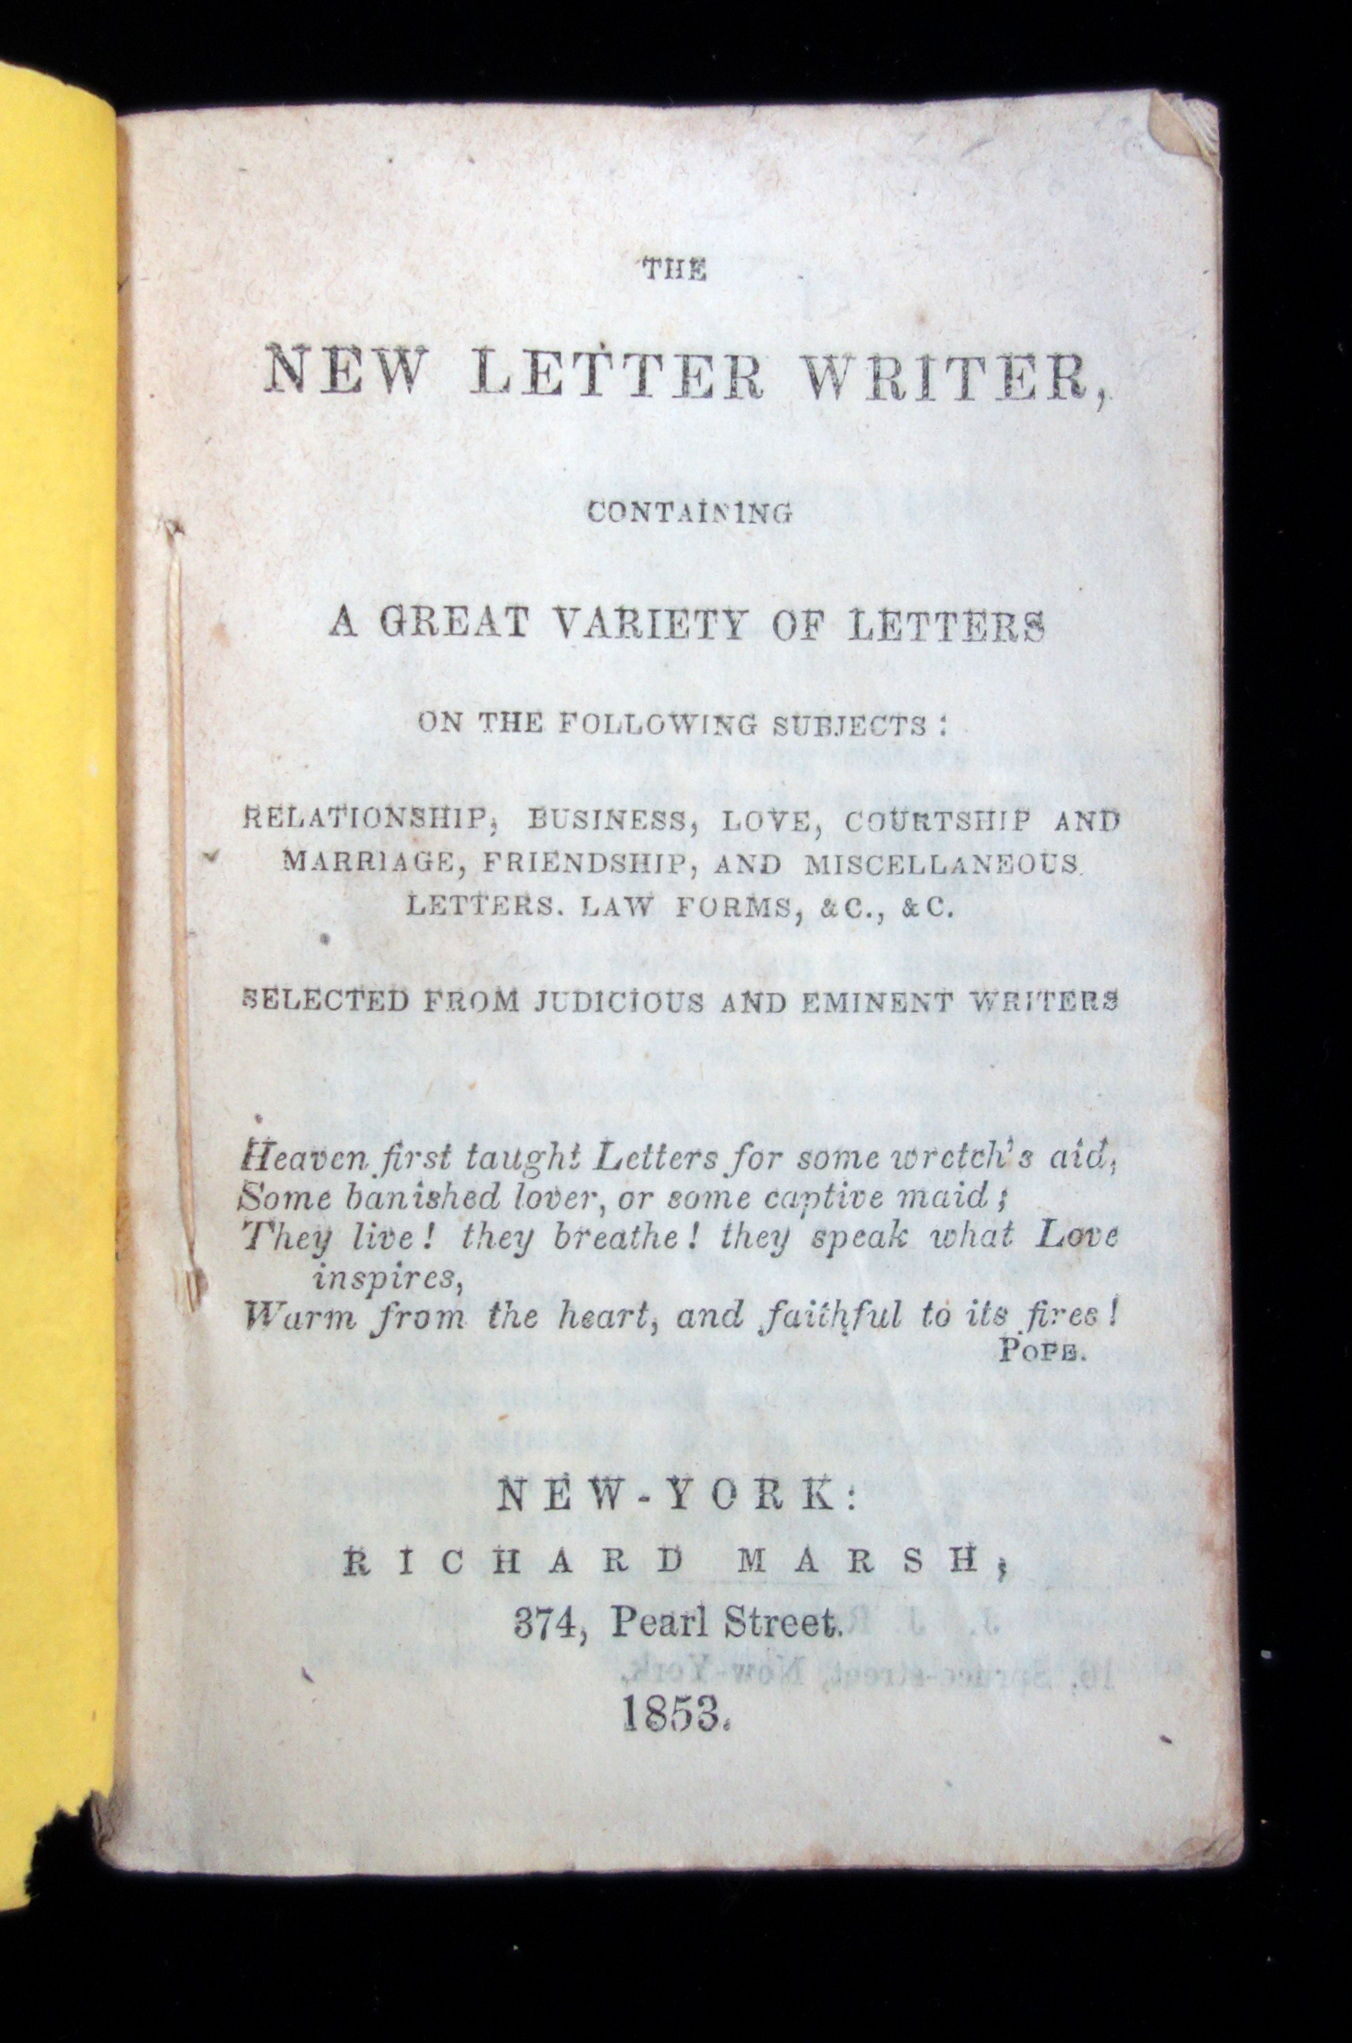 THE
NEW LETTER WRITER,
CONTAINING
A GREAT VARIETY OF LETTERS
ON THE FOLLOWING SUBJECTS:
RELATIONSHIP, BUSINESS, LOVE, COURTSHIP AND
MARRIAGE, FRIENDSHIP, AND MISCELLANEOUS
LETTERS. LAW FORMS, &C., &C.
SELECTED FROM JUDICIOUS AND EMINENT WRITERS
Heaven first taught Letters for some wretch's aid,
Some banished lover, or some captive maid;
They live! they breathe! they speak what Love
inspires,
Warm from the heart, and faithful to its fires!
POPE.
NEW-YORK:
RICHARD MARSH,
374, Pearl Street.
1853.